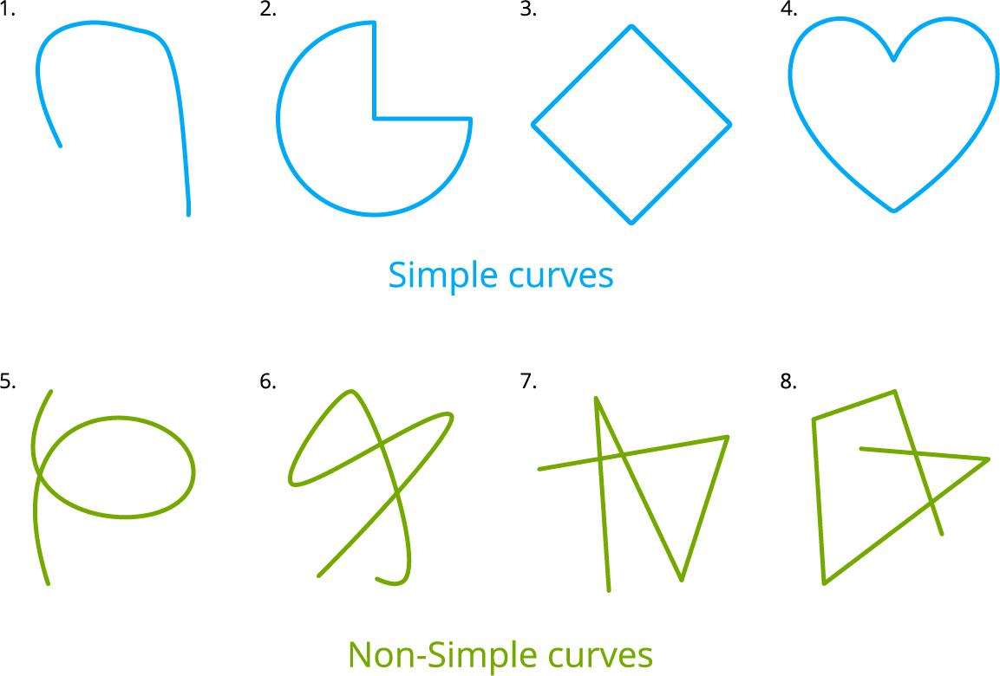 1. 2. 3. 4.
Simple curves
5. 6. 7. 8.
Non-Simple curves